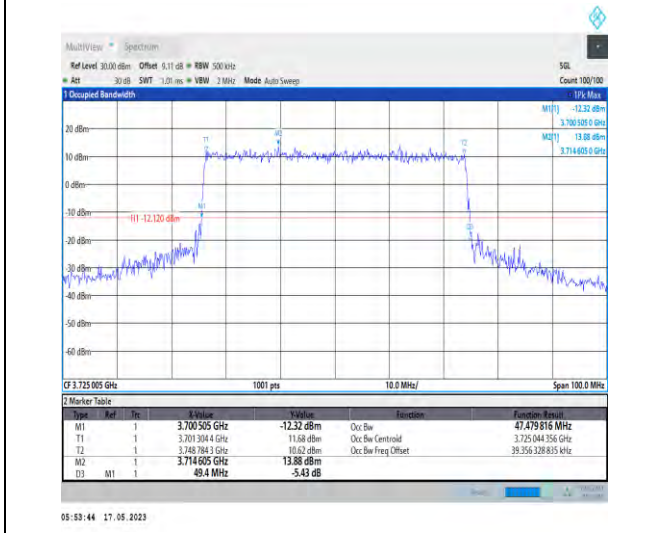 MultiView Spectrum
Ref Level 30.00 dBm Offset 9.11 dB RBW 500 kHz SGL
Att 30 dB SWT 1.01 ms VBW 2 MHz Mode Auto Sweep Count 100/100
1 Occupied Bandwidth 1Pk Max
M1[1] -12.32 dBm
3.700 505 0 GHz
M2[1] 13.88 dBm
3.714 605 0 GHz
20 dBm
T1
M2
T2
10 dBm
0 dBm
-10 dBm
M1
H1 -12.120 dBm
-20 dBm
D3
-30 dBm
-40 dBm
-50 dBm
-60 dBm
CF 3.725 005 GHz 1001 pts 10.0 MHz/ Span 100.0 MHz
2 Marker Table
Type Ref Trc X-Value Y-Value Function Function Result
M1 1 3.700 505 GHz -12.32 dBm Occ Bw 47.479 816 MHz
T1 1 3.701 304 4 GHz 11.68 dBm Occ Bw Centroid 3.725 044 356 GHz
T2 1 3.748 784 3 GHz 10.62 dBm Occ Bw Freq Offset 39.356 328 835 kHz
M2 1 3.714 605 GHz 13.88 dBm
D3 M1 1 49.4 MHz -5.43 dB
05:53:44 17.05.2023